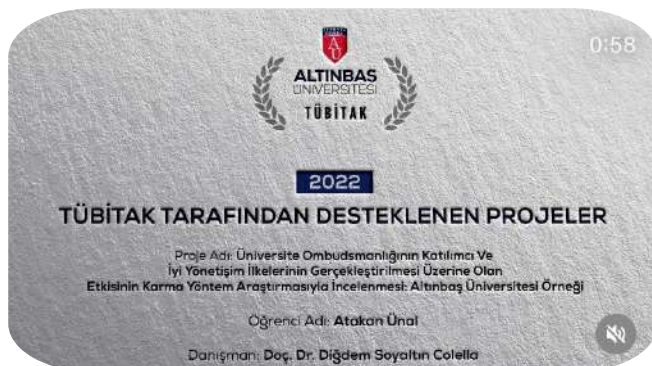 AU
ALTINBAŞ
ÜNİVERSİTESİ
TÜBİTAK
0:58
2022
TÜBİTAK TARAFINDAN DESTEKLENEN PROJELER
Proje Adı: Üniversite Ombudsmanlığının Katılımcı Ve
İyi Yönetişim İlkelerinin Gerçekleştirilmesi Üzerine Olan
Etkisinin Karma Yöntem Araştırmasıyla İncelenmesi: Altınbaş Üniversitesi Örneği
Öğrenci Adı: Atakan Ünal
Danışman: Doç. Dr. Diğdem Soyaltın Colella